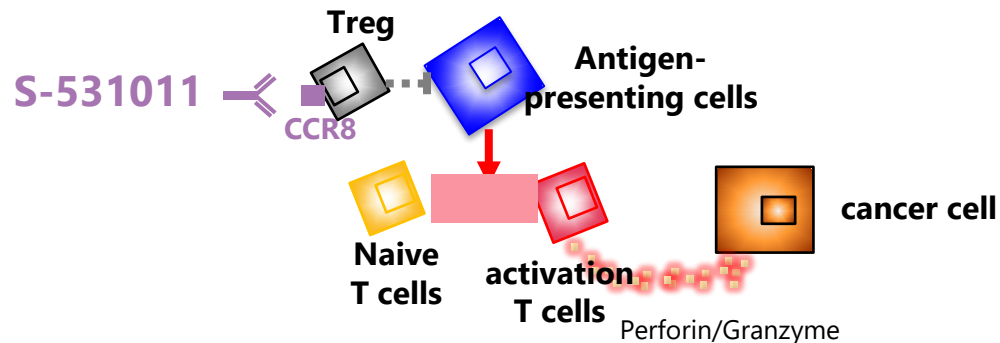 Treg
Antigen-
presenting cells
S-531011
CCR8
Naive
T cells
activation
T cells
cancer cell
Perforin/Granzyme